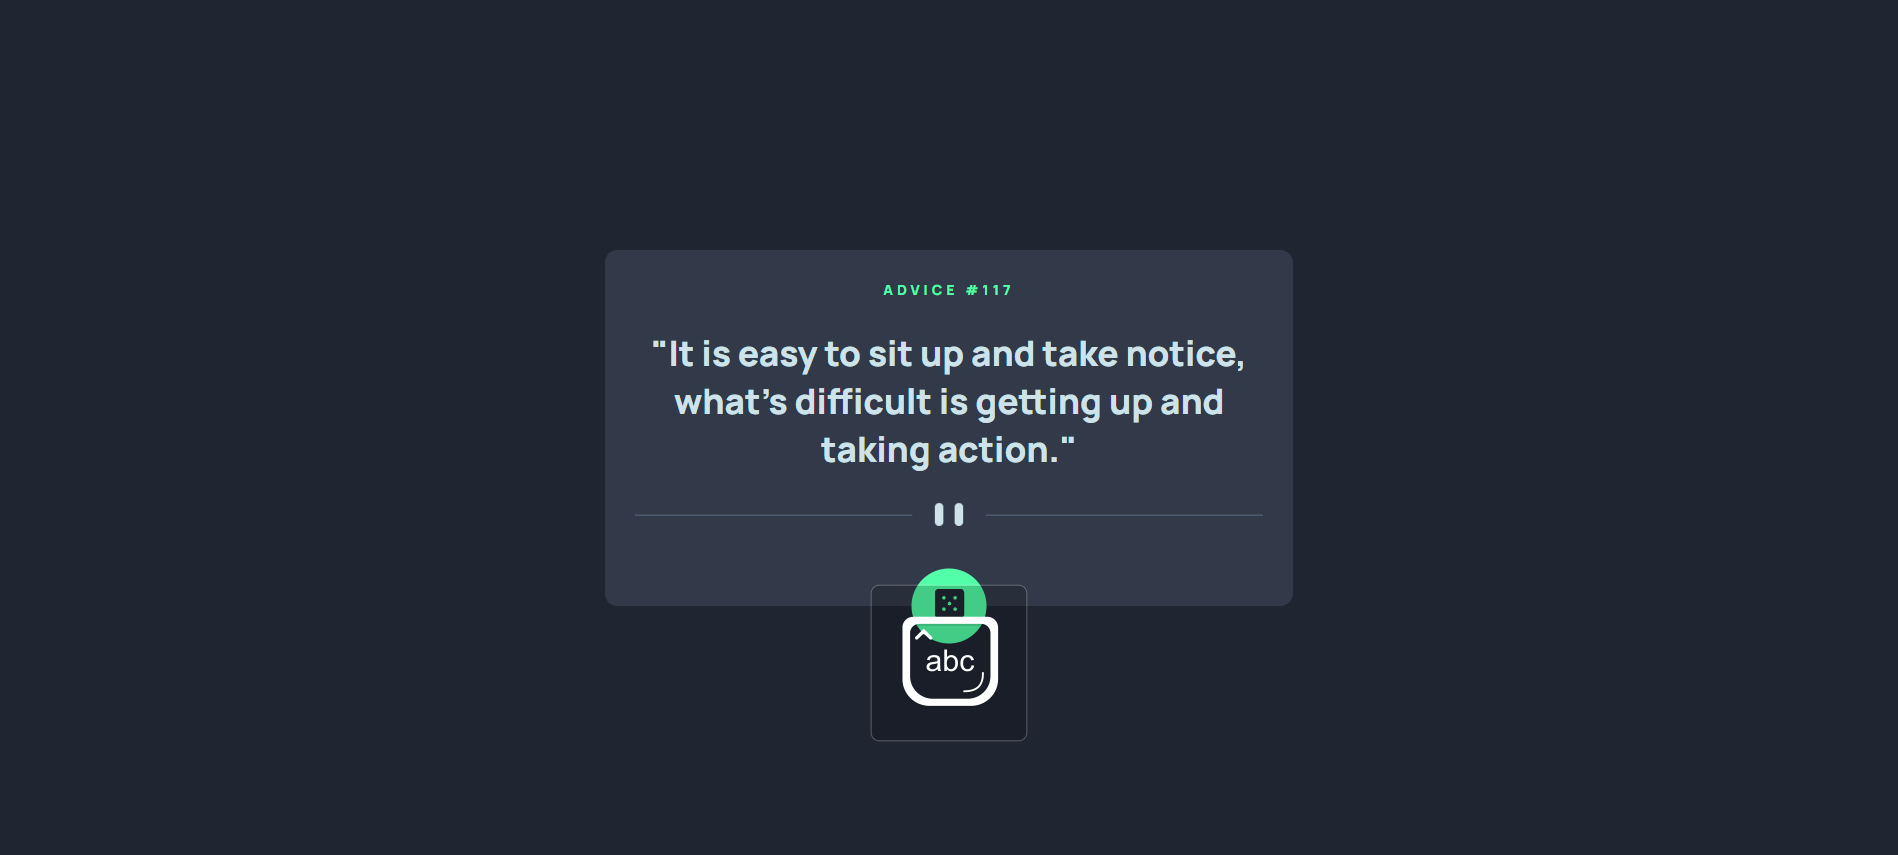 ADVICE #117
"It is easy to sit up and take notice,
what's difficult is getting up and
taking action."
abc